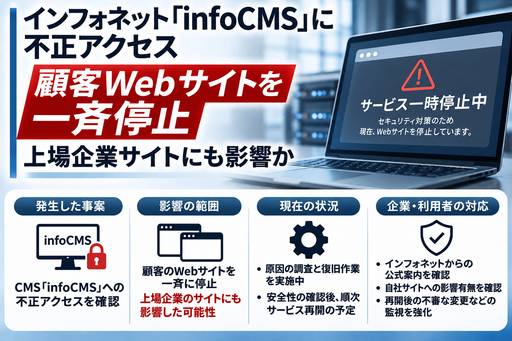 インフォネット「infoCMS」に
不正アクセス
顧客Webサイトを
一斉停止
上場企業サイトにも影響か
サービス一時停止中
セキュリティ対策のため
現在、Webサイトを停止しています。
発生した事案
infoCMS
CMS「infoCMS」への
不正アクセスを確認
影響の範囲
顧客のWebサイトを
一斉に停止
上場企業のサイトにも
影響した可能性
現在の状況
• 原因の調査と復旧作業
を実施中
• 安全性の確認後、順次
サービス再開の予定
企業・利用者の対応
• インフォネットからの
公式案内を確認
• 自社サイトへの影響有無を確認
• 再開後の不審な変更などの
監視を強化